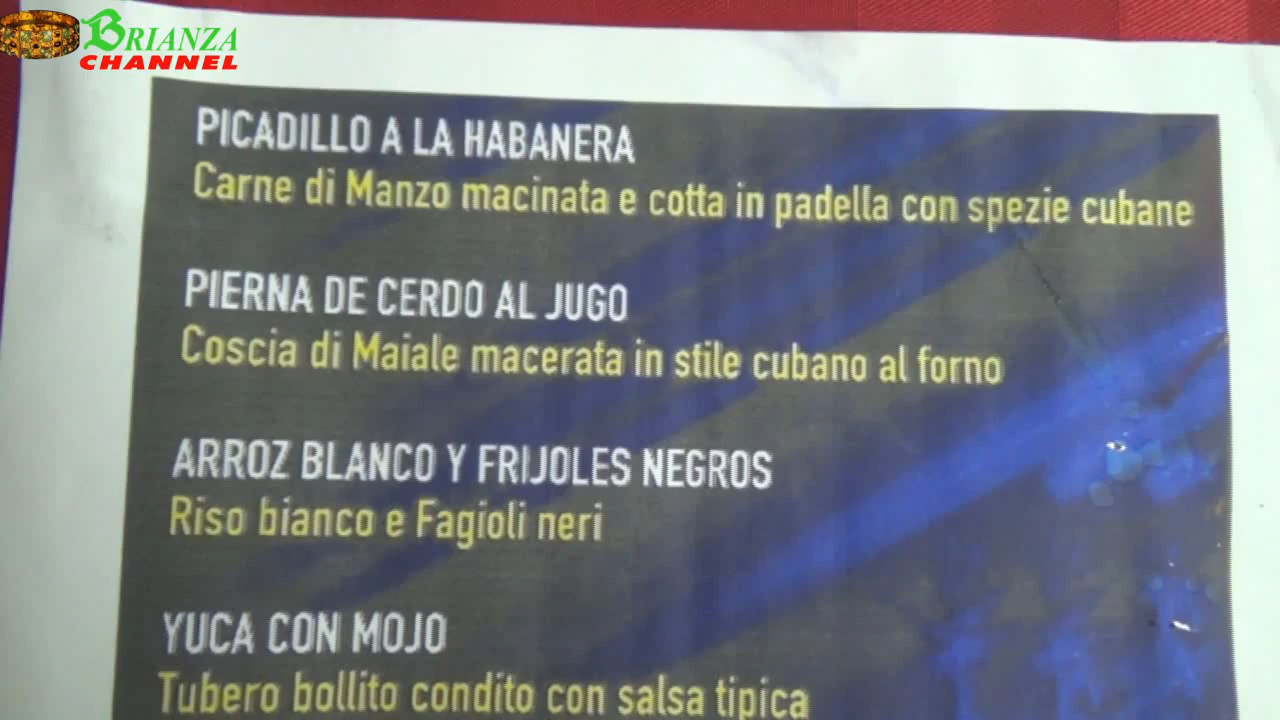 BRIANZA
CHANNEL
PICADILLO A LA HABANERA
Carne di Manzo macinata e cotta in padella con spezie cubane
PIERNA DE CERDO AL JUGO
Coscia di Maiale macerata in stile cubano al forno
ARROZ BLANCO Y FRIJOLES NEGROS
Riso bianco e Fagioli neri
YUCA CON MOJO
Tubero bollito condito con salsa tipica